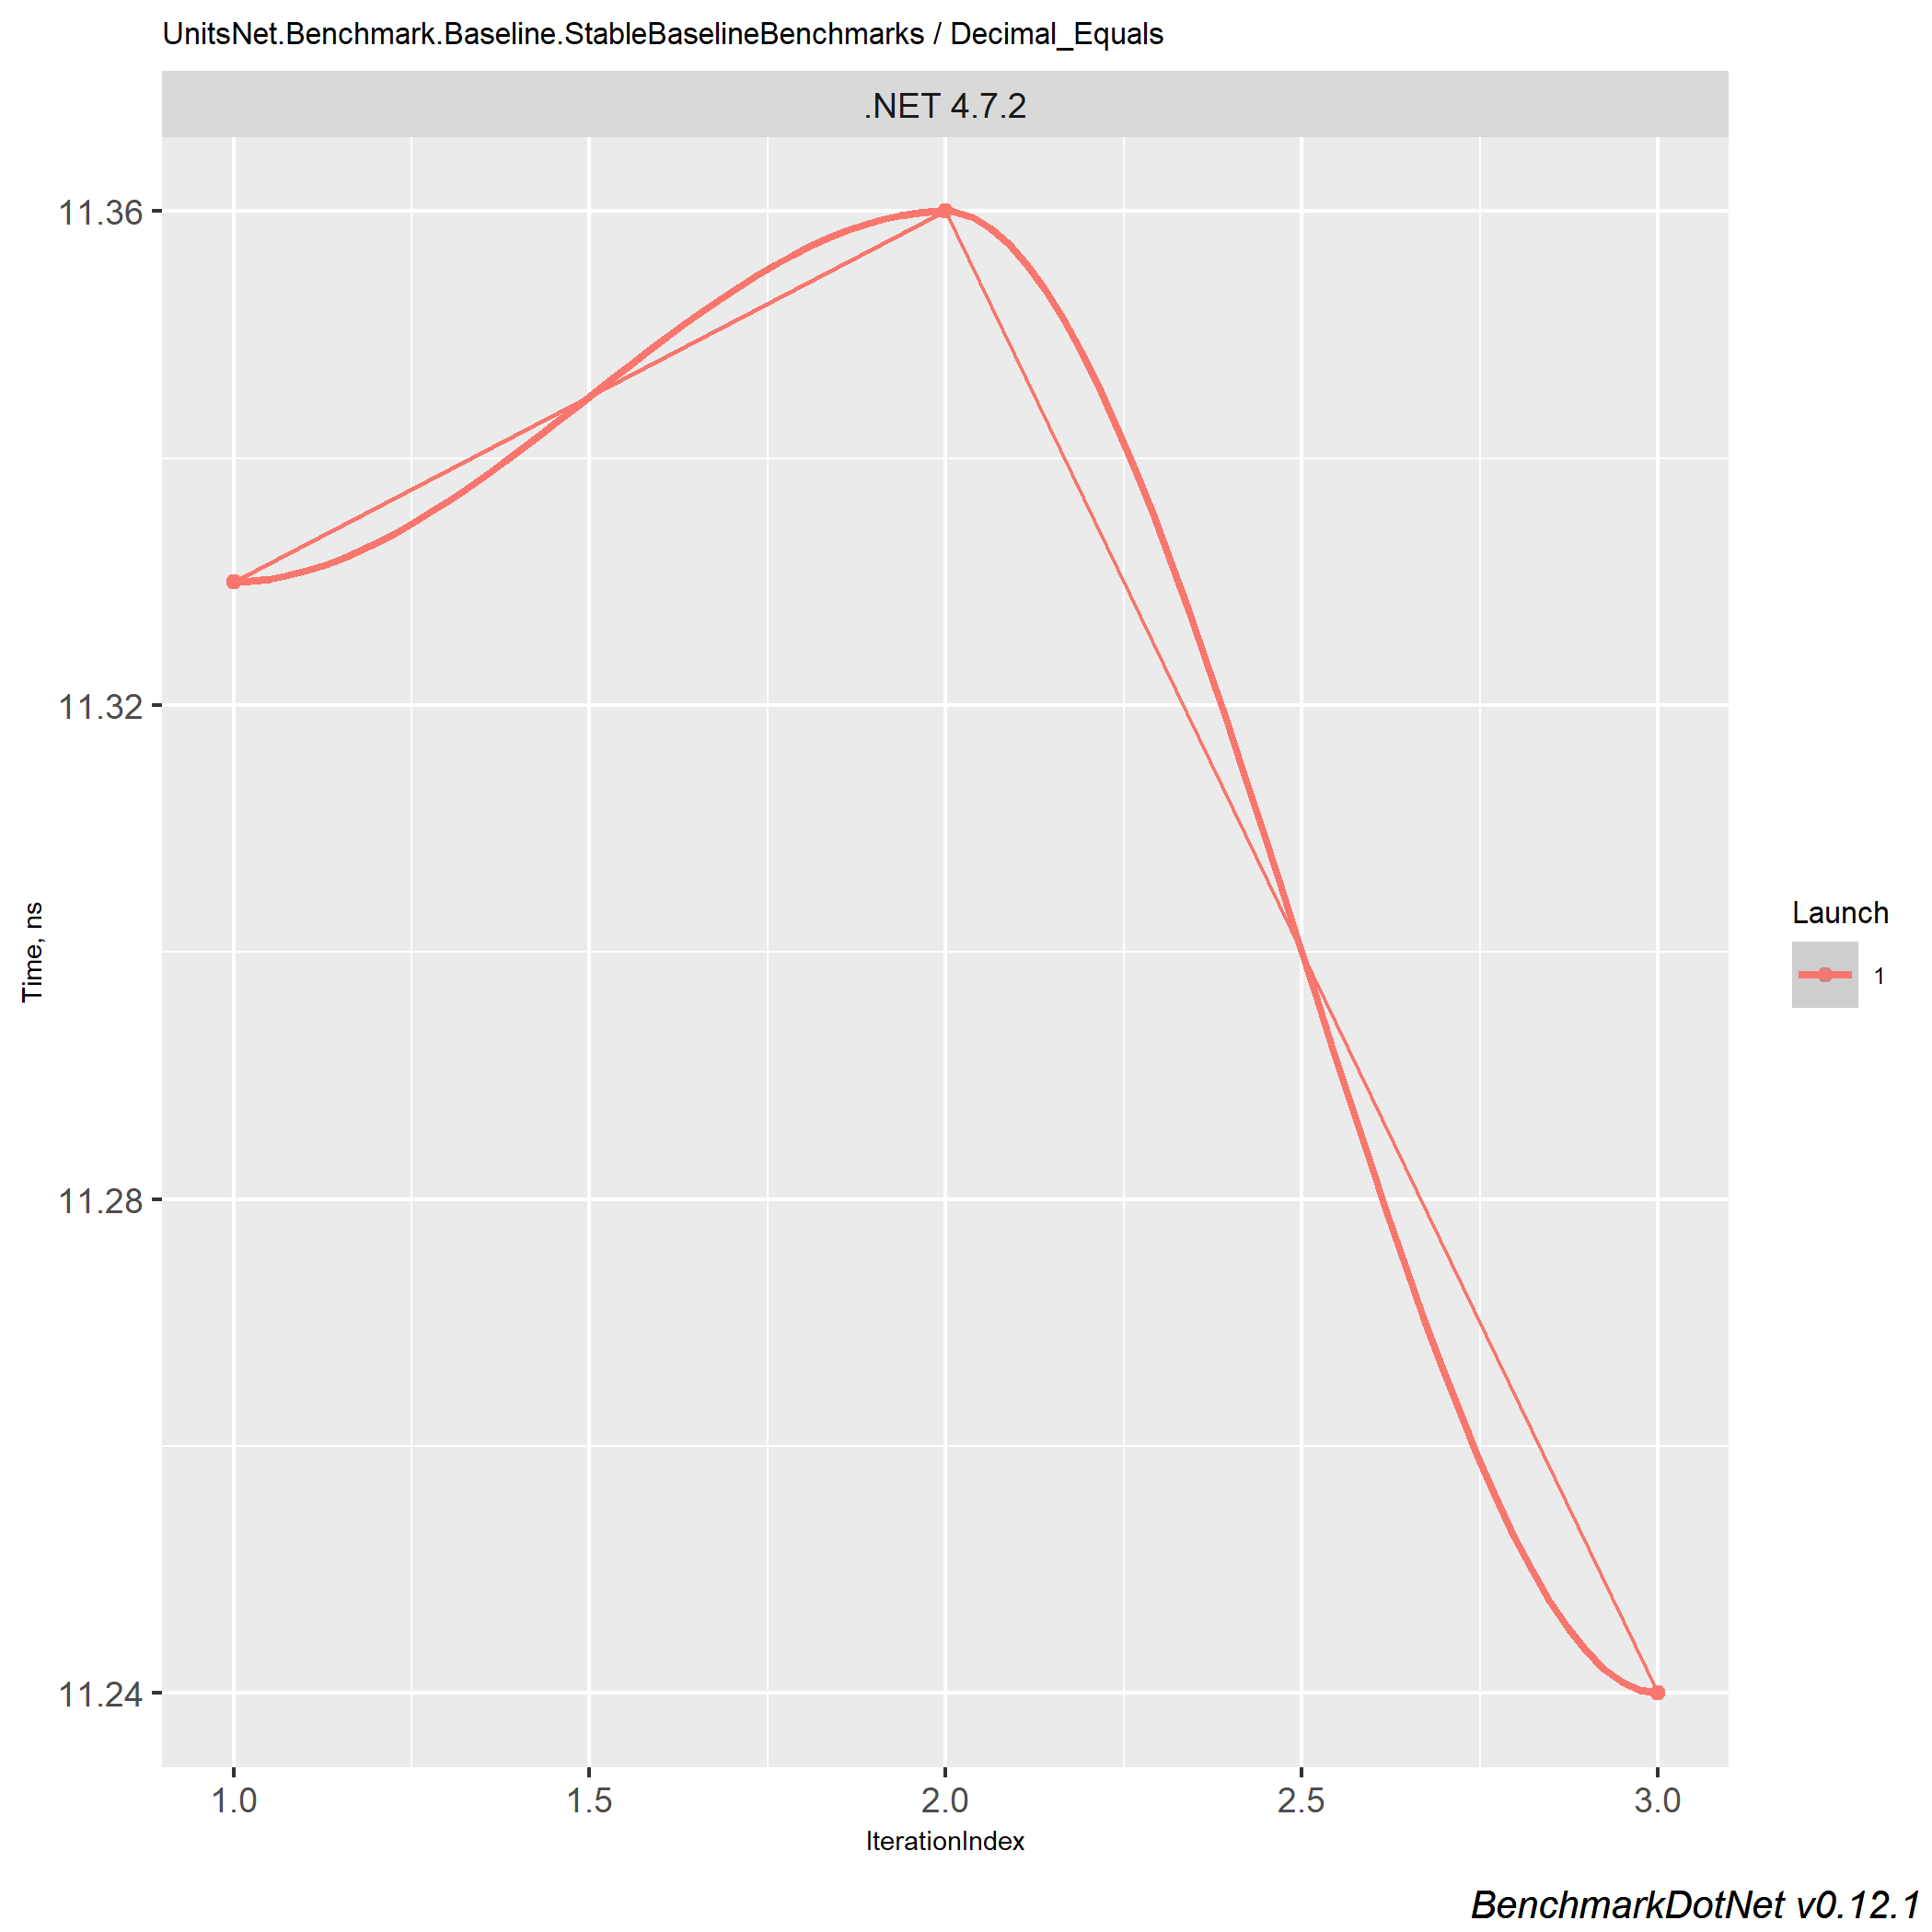 UnitsNet.Benchmark.Baseline.StableBaselineBenchmarks / Decimal_Equals
.NET 4.7.2
11.36
11.32
11.28
11.24
Time, ns
1.0 1.5 2.0 2.5 3.0
IterationIndex
Launch
1
BenchmarkDotNet v0.12.1